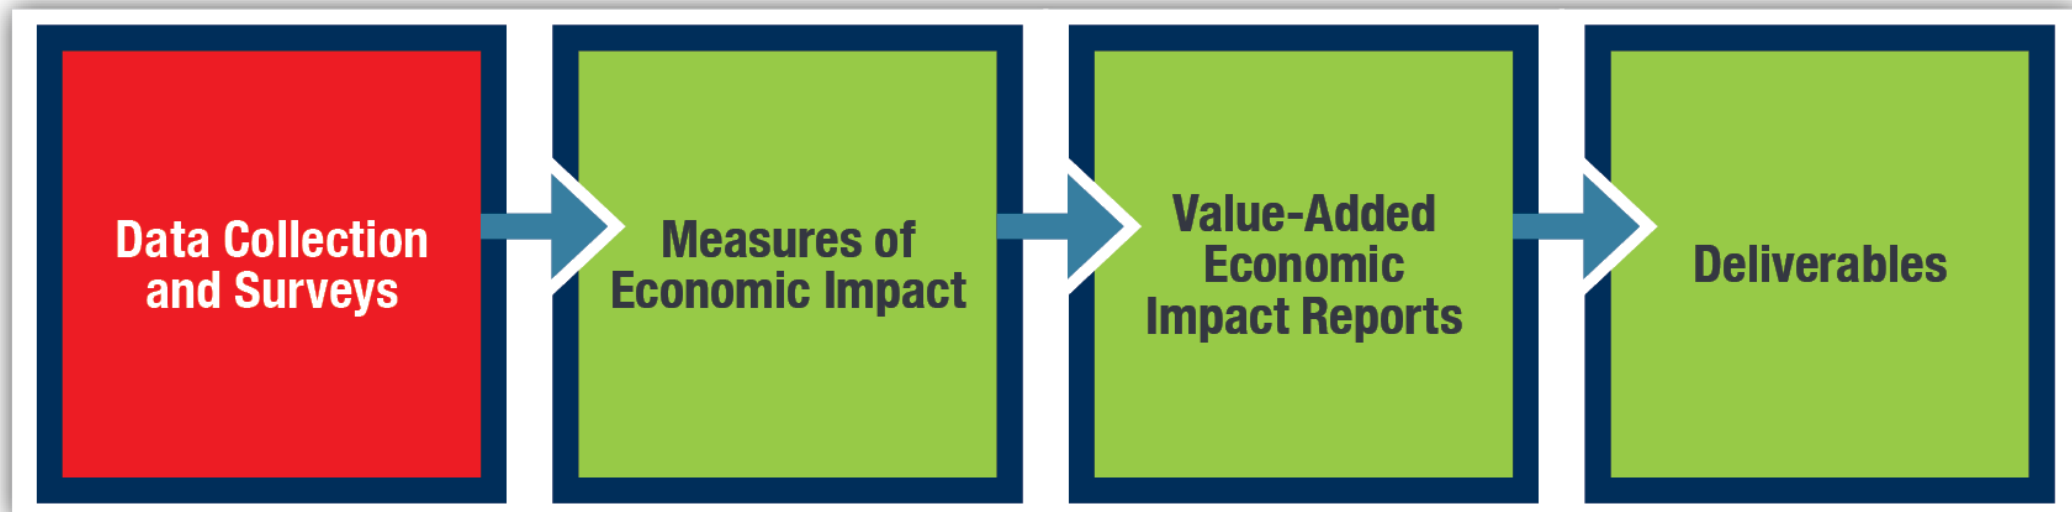 Data Collection
and Surveys
Measures of
Economic Impact
Value-Added
Economic
Impact Reports
Deliverables